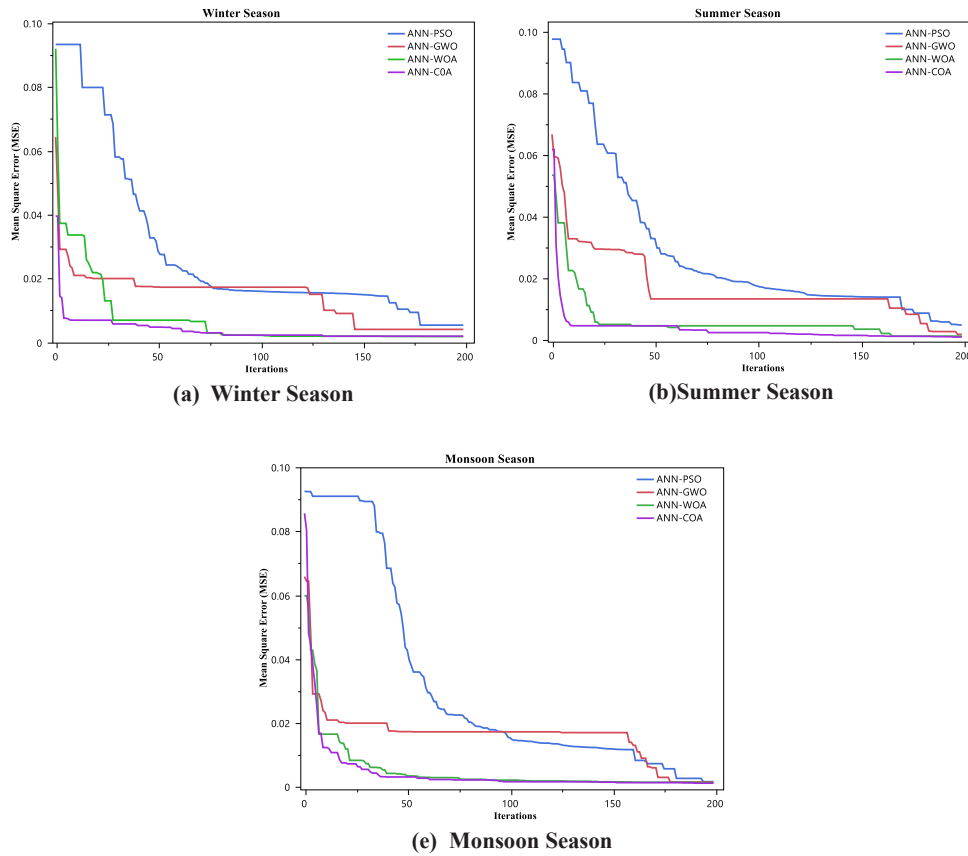 Winter Season
ANN-PSO
ANN-GWO
ANN-WOA
ANN-C0A
Mean Square Error (MSE)
0.10
0.08
0.06
0.04
0.02
0
0
50
100
150
200
Iterations
(a) Winter Season
Summer Season
ANN-PSO
ANN-GWO
ANN-WOA
ANN-COA
Mean Squate Error (MSE)
0.10
0.08
0.06
0.04
0.02
0
0
50
100
150
200
Iterations
(b)Summer Season
Monsoon Season
ANN-PSO
ANN-GWO
ANN-WOA
ANN-COA
Mean Square Error (MSE)
0.10
0.08
0.06
0.04
0.02
0
0
50
100
150
200
Iterations
(e) Monsoon Season